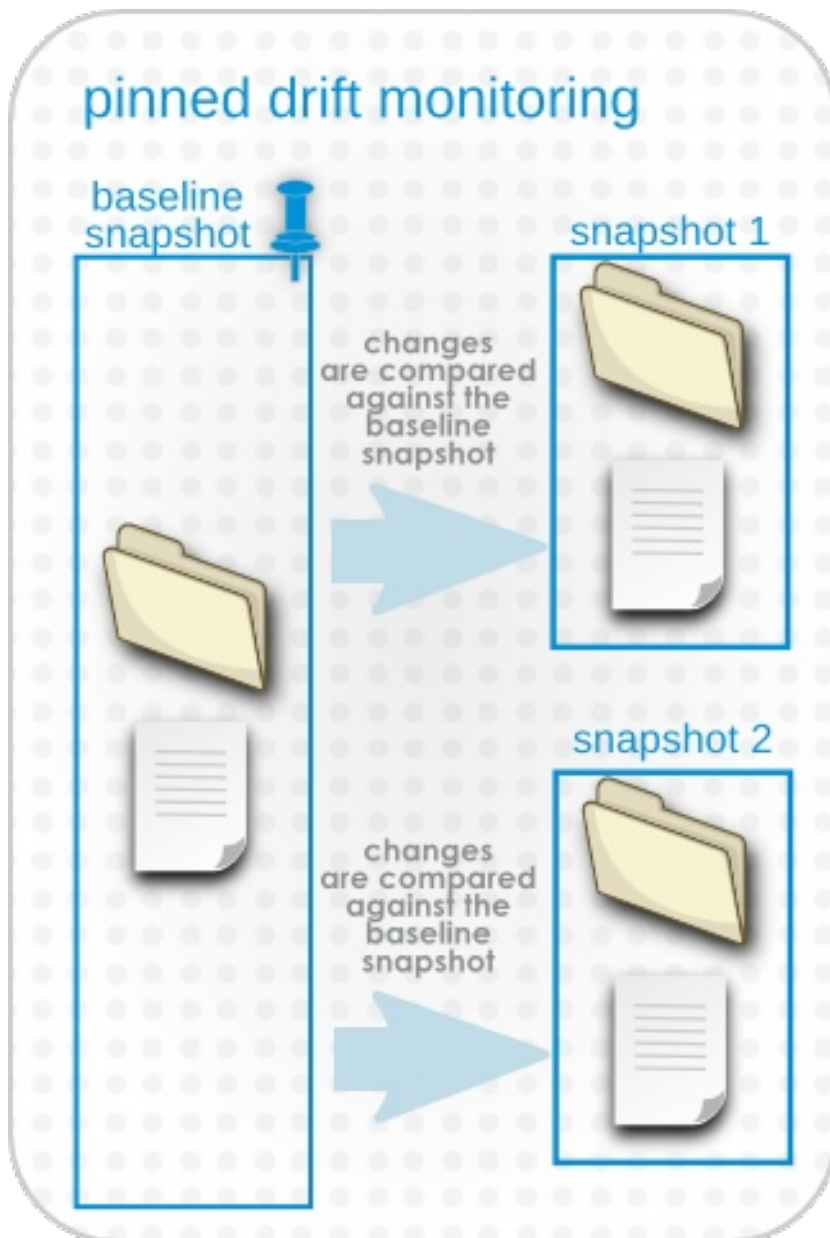 pinned drift monitoring
baseline
snapshot
snapshot 1
changes
are compared
against the
baseline
snapshot
snapshot 2
changes
are compared
against the
baseline
snapshot